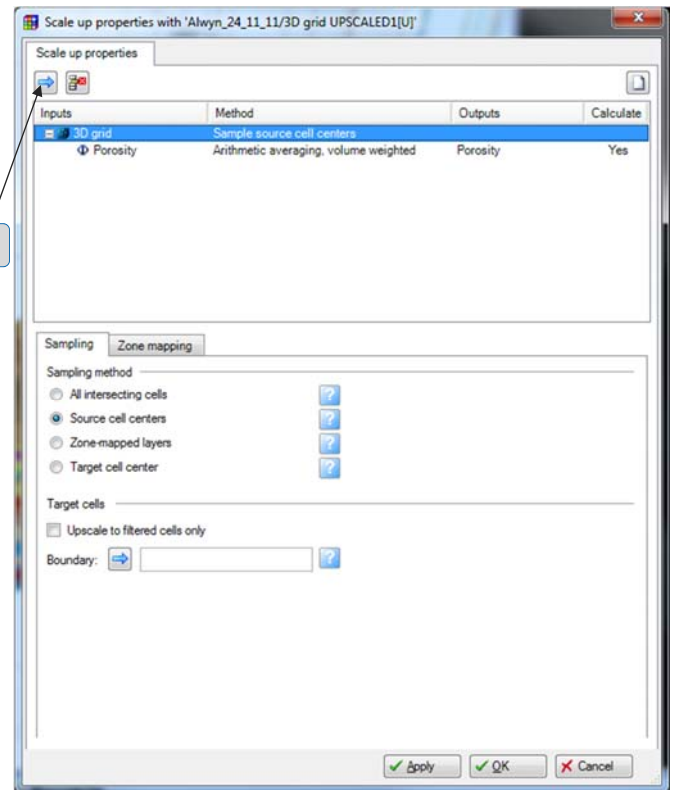 Scale up properties with 'Alwyn_24_11_11/3D grid UPSCALED1[U]'
Scale up properties
Inputs Method Outputs Calculate
3D grid Sample source cell centers
Porosity Arithmetic averaging, volume weighted Porosity Yes
Sampling Zone mapping
Sampling method
All intersecting cells
Source cell centers
Zone-mapped layers
Target cell center
Target cells
Upscale to filtered cells only
Boundary:
Apply OK Cancel